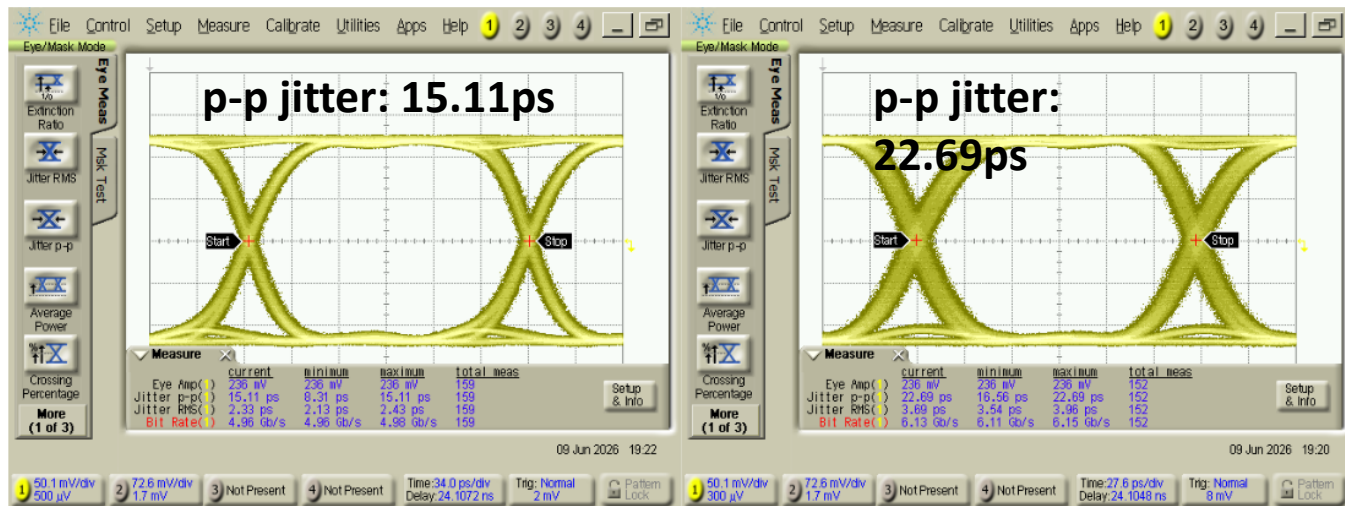 File Control Setup Measure Calibrate Utilities Apps Help 1 2 3 4
Eye/Mask Mode
Eye Meas
Msk Test
Extinction
Ratio
Jitter RMS
Jitter p-p
Average
Power
Crossing
Percentage
More
(1 of 3)
p-p jitter: 15.11ps
Start
Stop
Measure
current minimum maximum total meas
Eye Amp(1) 236 mV 236 mV 236 mV 159
Jitter p-p(1) 15.11 ps 8.31 ps 15.11 ps 159
Jitter RMS(1) 2.33 ps 2.13 ps 2.43 ps 159
Bit Rate(1) 4.96 Gb/s 4.96 Gb/s 4.98 Gb/s 159
Setup
& Info
09 Jun 2026 19:22
1 50.1 mV/div
500 µV
2 72.6 mV/div
1.7 mV
3 Not Present
4 Not Present
Time:34.0 ps/div
Delay:24.1072 ns
Trig: Normal
2 mV
Pattern
Lock
File Control Setup Measure Calibrate Utilities Apps Help 1 2 3 4
Eye/Mask Mode
Eye Meas
Msk Test
Extinction
Ratio
Jitter RMS
Jitter p-p
Average
Power
Crossing
Percentage
More
(1 of 3)
p-p jitter:
22.69ps
Start
Stop
Measure
current minimum maximum total meas
Eye Amp(1) 236 mV 236 mV 236 mV 152
Jitter p-p(1) 22.69 ps 16.56 ps 22.69 ps 152
Jitter RMS(1) 3.69 ps 3.54 ps 3.96 ps 152
Bit Rate(1) 6.13 Gb/s 6.11 Gb/s 6.15 Gb/s 152
Setup
& Info
09 Jun 2026 19:20
1 50.1 mV/div
300 µV
2 72.6 mV/div
1.7 mV
3 Not Present
4 Not Present
Time:27.6 ps/div
Delay:24.1048 ns
Trig: Normal
8 mV
Pattern
Lock